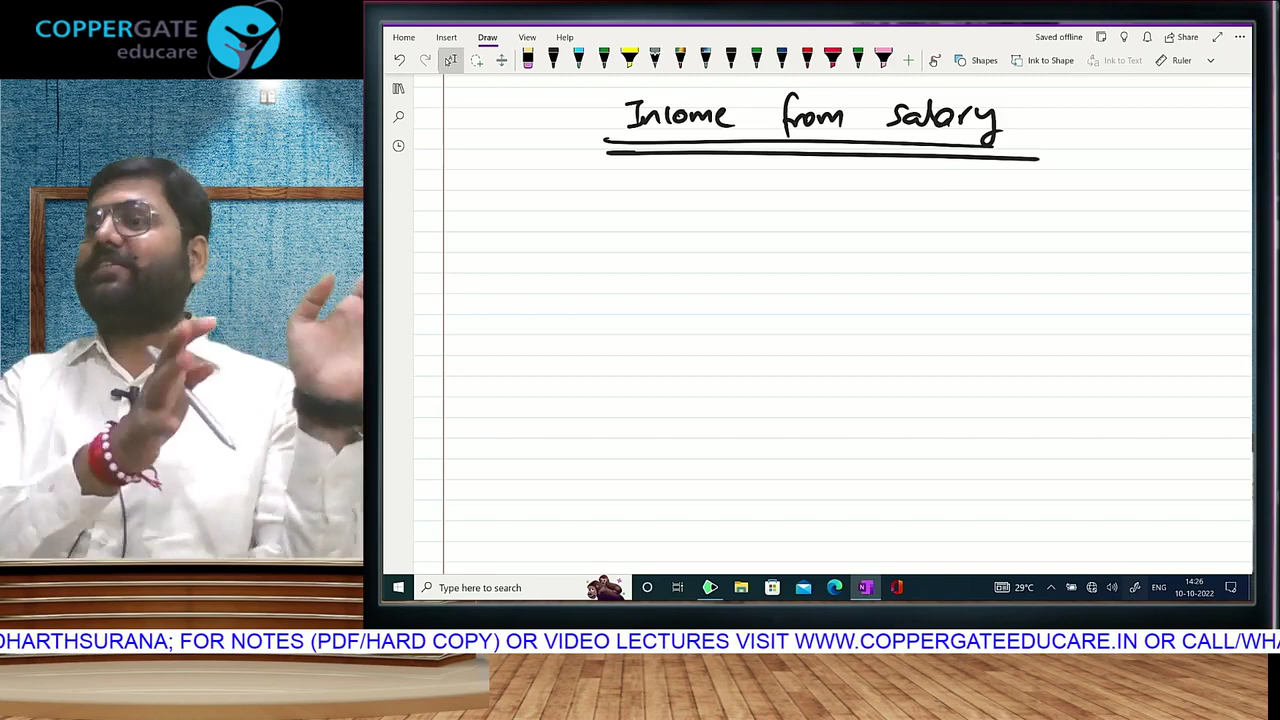 COPPERGATE
educare
Home Insert Draw View Help
Saved offline
Share
Shapes
Ink to Shape
Ink to Text
Ruler
Income from salary
Type here to search
29°C
ENG
14:26
10-10-2022
DHARTHSURANA; FOR NOTES (PDF/HARD COPY) OR VIDEO LECTURES VISIT WWW.COPPERGATEEDUCARE.IN OR CALL/WHA